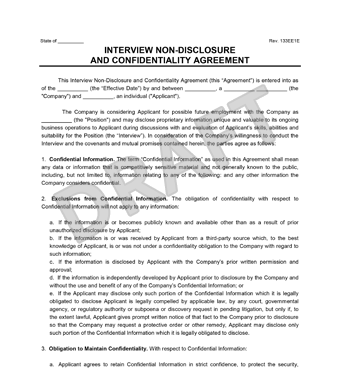 State of __________ Rev. 133EE1E
INTERVIEW NON-DISCLOSURE
AND CONFIDENTIALITY AGREEMENT
This Interview Non-Disclosure and Confidentiality Agreement (this “Agreement”) is entered into as
of the __________ (the “Effective Date”) by and between __________, a __________ (the
“Company”) and __________, an individual (“Applicant”).
The Company is considering Applicant for possible future employment with the Company as
__________ (the “Position”) and may disclose proprietary information unique and valuable to its ongoing
business operations to Applicant during discussions with and evaluation of Applicant's skills, abilities and
suitability for the Position (the “Interview”). In consideration of the Company's willingness to conduct the
Interview and the covenants and mutual promises contained herein, the parties agree as follows:
1. Confidential Information. The term “Confidential Information” as used in this Agreement shall mean
any data or information that is competitively sensitive material and not generally known to the public,
including, but not limited to, information relating to any of the following: and any other information the
Company considers confidential.
2. Exclusions from Confidential Information. The obligation of confidentiality with respect to
Confidential Information will not apply to any information:
a. If the information is or becomes publicly known and available other than as a result of prior
unauthorized disclosure by Applicant;
b. If the information is or was received by Applicant from a third-party source which, to the best
knowledge of Applicant, is or was not under a confidentiality obligation to the Company with regard to
such information;
c. If the information is disclosed by Applicant with the Company's prior written permission and
approval;
d. If the information is independently developed by Applicant prior to disclosure by the Company and
without the use and benefit of any of the Company's Confidential Information; or
e. If the Applicant may disclose only such portion of the Confidential Information which it is legally
obligated to disclose Applicant is legally compelled by applicable law, by any court, governmental
agency, or regulatory authority or subpoena or discovery request in pending litigation, but only if, to
the extent lawful, Applicant gives prompt written notice of that fact to the Company prior to disclosure
so that the Company may request a protective order or other remedy, Applicant may disclose only
such portion of the Confidential Information which it is legally obligated to disclose.
3. Obligation to Maintain Confidentiality. With respect to Confidential Information:
a. Applicant agrees to retain Confidential Information in strict confidence, to protect the security,
DRAFT